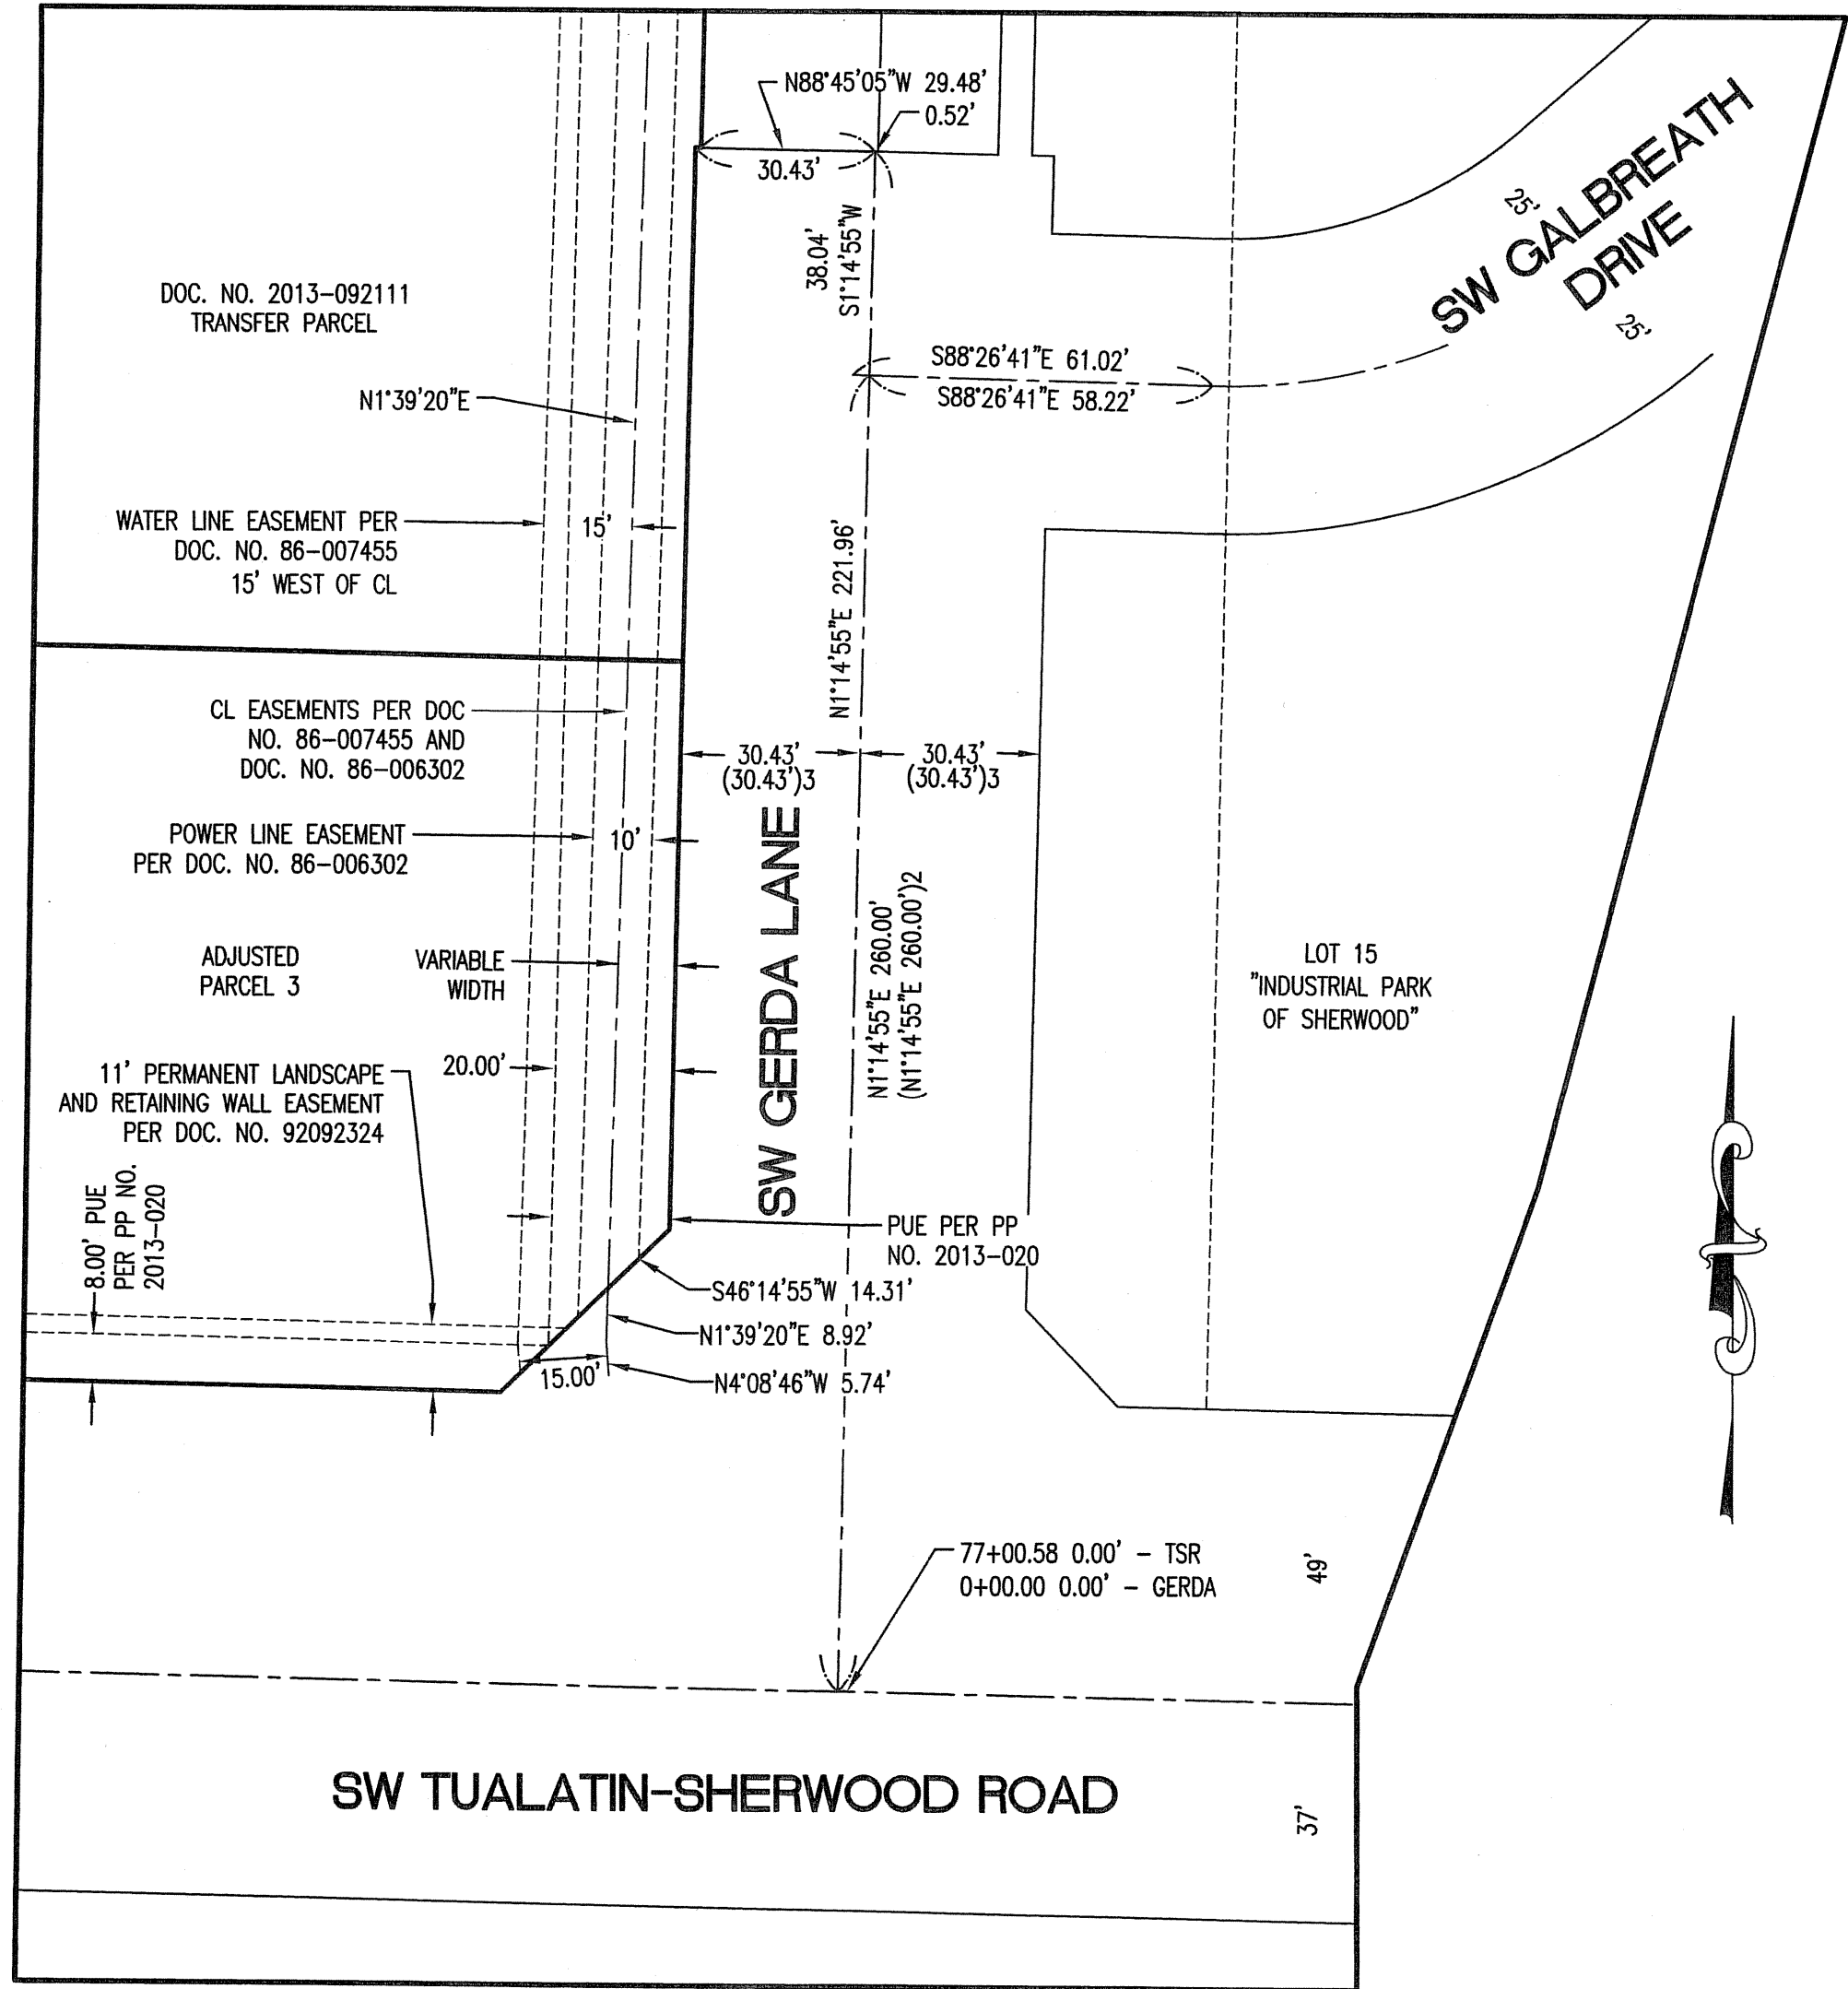 N88°45'05"W 29.48'
0.52'
30.43'
38.04'
S1°14'55"W
SW GALBREATH
DRIVE
25'
25'
DOC. NO. 2013-092111
TRANSFER PARCEL
S88°26'41"E 61.02'
S88°26'41"E 58.22'
N1°39'20"E
WATER LINE EASEMENT PER
DOC. NO. 86-007455
15' WEST OF CL
15'
N1°14'55"E 221.96'
CL EASEMENTS PER DOC
NO. 86-007455 AND
DOC. NO. 86-006302
30.43'
(30.43')3
30.43'
(30.43')3
POWER LINE EASEMENT
PER DOC. NO. 86-006302
10'
SW GERDA LANE
N1°14'55"E 260.00'
(N1°14'55"E 260.00')2
ADJUSTED
PARCEL 3
VARIABLE
WIDTH
LOT 15
"INDUSTRIAL PARK
OF SHERWOOD"
20.00'
11' PERMANENT LANDSCAPE
AND RETAINING WALL EASEMENT
PER DOC. NO. 92092324
8.00' PUE
PER PP NO.
2013-020
PUE PER PP
NO. 2013-020
S46°14'55"W 14.31'
N1°39'20"E 8.92'
15.00'
N4°08'46"W 5.74'
77+00.58 0.00' - TSR
0+00.00 0.00' - GERDA
49'
SW TUALATIN-SHERWOOD ROAD
37'